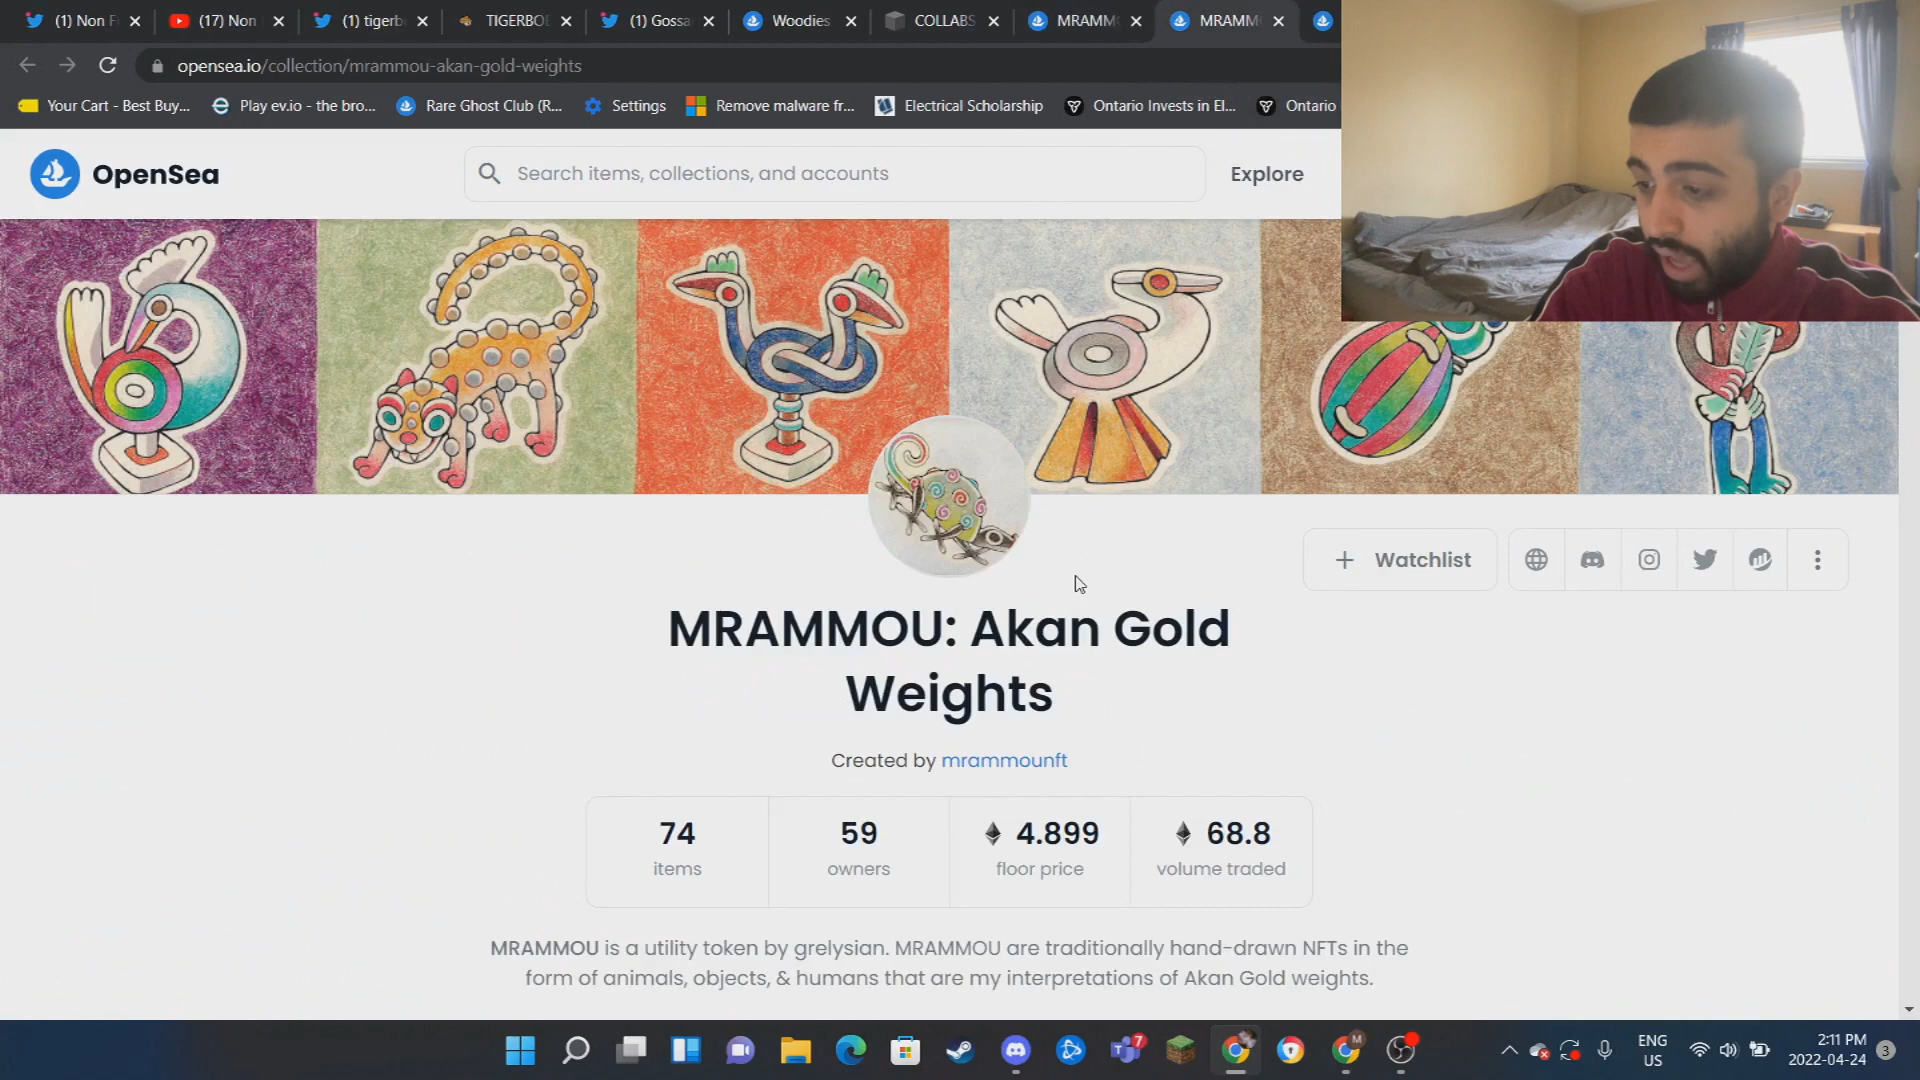 (1) Non F
(17) Non
(1) tigerb
TIGERBOB
(1) Gossa
Woodies
COLLABS
MRAMM
MRAMM
opensea.io/collection/mrammou-akan-gold-weights
Your Cart - Best Buy...
Play ev.io - the bro...
Rare Ghost Club (R...
Settings
Remove malware fr...
Electrical Scholarship
Ontario Invests in El...
Ontario
OpenSea
Search items, collections, and accounts
Explore
Watchlist
MRAMMOU: Akan Gold
Weights
Created by mrammounft
74
59
4.899
68.8
items
owners
floor price
volume traded
MRAMMOU is a utility token by grelysian. MRAMMOU are traditionally hand-drawn NFTs in the
form of animals, objects, & humans that are my interpretations of Akan Gold weights.
7
M
ENG
US
2:11 PM
2022-04-24
3